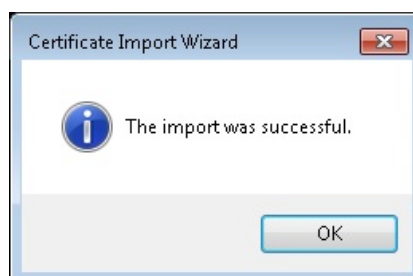 Certificate Import Wizard
The import was successful.
OK